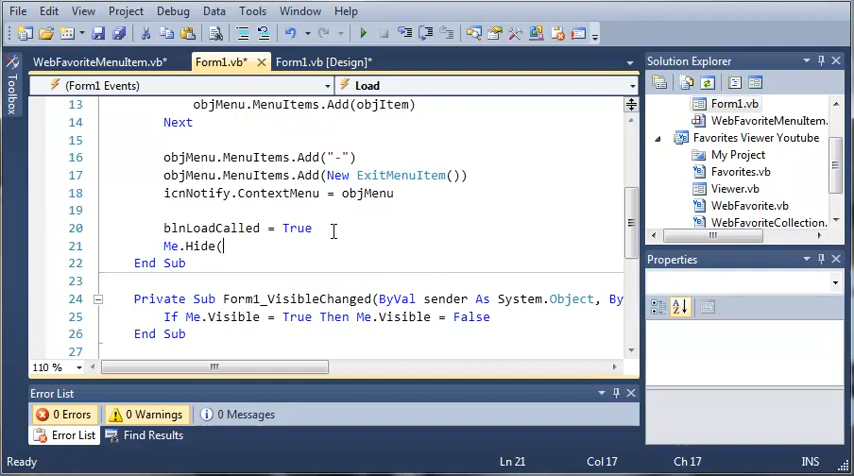 File Edit View Project Debug Data Tools Window Help
WebFavoriteMenuItem.vb* Form1.vb* Form1.vb [Design]*
Toolbox
(Form1 Events) Load
13 objMenu.MenuItems.Add(objItem)
14 Next
15
16 objMenu.MenuItems.Add("-")
17 objMenu.MenuItems.Add(New ExitMenuItem())
18 icnNotify.ContextMenu = objMenu
19
20 blnLoadCalled = True
21 Me.Hide(
22 End Sub
23
24 Private Sub Form1_VisibleChanged(ByVal sender As System.Object, By
25 If Me.Visible = True Then Me.Visible = False
26 End Sub
27
110 %
Solution Explorer
Form1.vb
WebFavoriteMenuItem.
Favorites Viewer Youtube
My Project
Favorites.vb
Viewer.vb
WebFavorite.vb
WebFavoriteCollection.
Properties
Error List
0 Errors 0 Warnings 0 Messages
Error List Find Results
Ready Ln 21 Col 17 Ch 17 INS